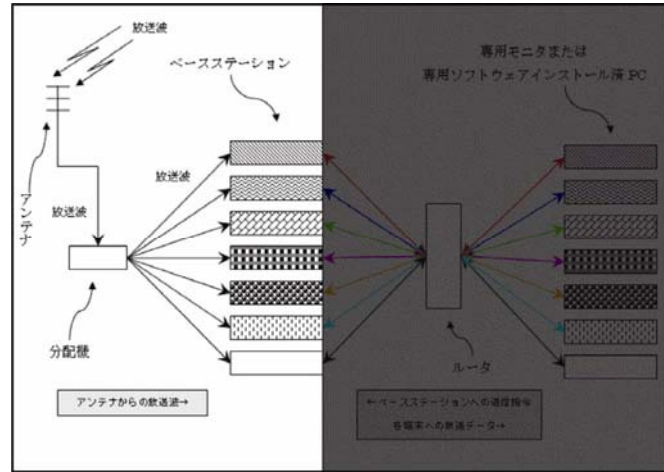 放送波
ベースステーション
専用モニタまたは
専用ソフトウェアインストール済 PC
アンテナ
放送波
放送波
分配機
ルータ
アンテナからの放送波→
←ベースステーションへの選撰指令
各端末への放送データ→